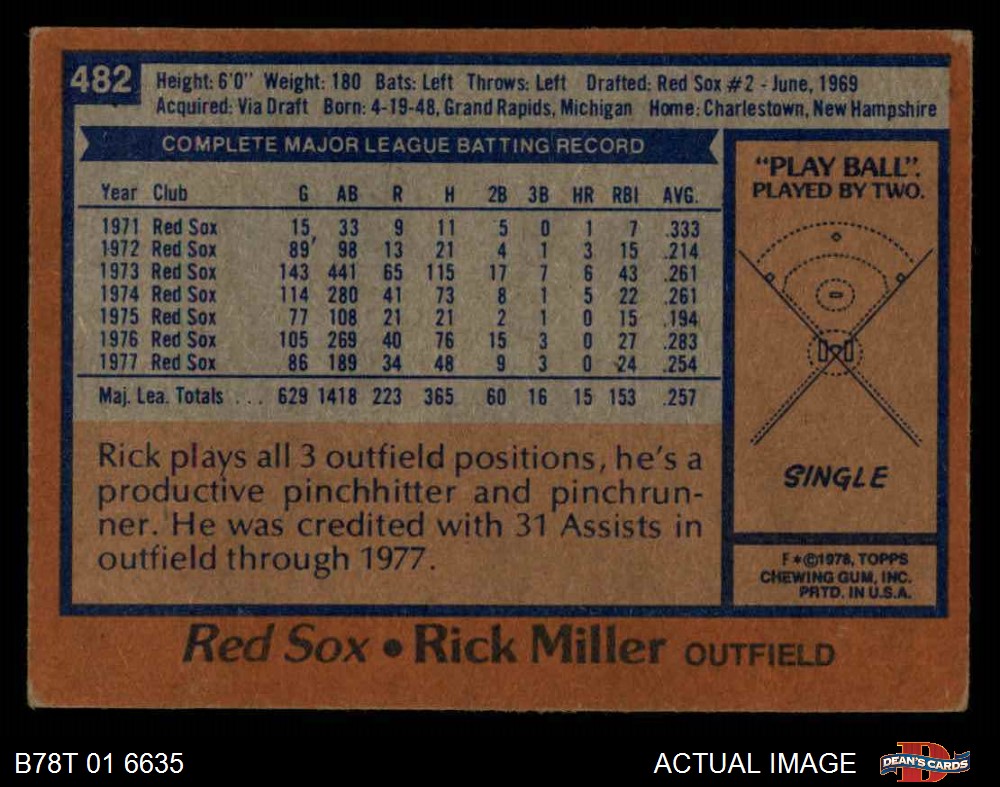 482
Height: 6'0" Weight: 180 Bats: Left Throws: Left Drafted: Red Sox #2 - June, 1969
Acquired: Via Draft Born: 4-19-48, Grand Rapids, Michigan Home: Charlestown, New Hampshire
COMPLETE MAJOR LEAGUE BATTING RECORD
Year Club G AB R H 2B 3B HR RBI AVG.
1971 Red Sox 15 33 9 11 5 0 1 7 .333
1972 Red Sox 89 98 13 21 4 1 3 15 .214
1973 Red Sox 143 441 65 115 17 7 6 43 .261
1974 Red Sox 114 280 41 73 8 1 5 22 .261
1975 Red Sox 77 108 21 21 2 1 0 15 .194
1976 Red Sox 105 269 40 76 15 3 0 27 .283
1977 Red Sox 86 189 34 48 9 3 0 24 .254
Maj. Lea. Totals ... 629 1418 223 365 60 16 15 153 .257
Rick plays all 3 outfield positions, he's a
productive pinchhitter and pinchrun-
ner. He was credited with 31 Assists in
outfield through 1977.
"PLAY BALL".
PLAYED BY TWO.
SINGLE
F*©1978, TOPPS
CHEWING GUM, INC.
PRTD. IN U.S.A.
Red Sox • Rick Miller OUTFIELD
B78T 01 6635
ACTUAL IMAGE
DEAN'S CARDS